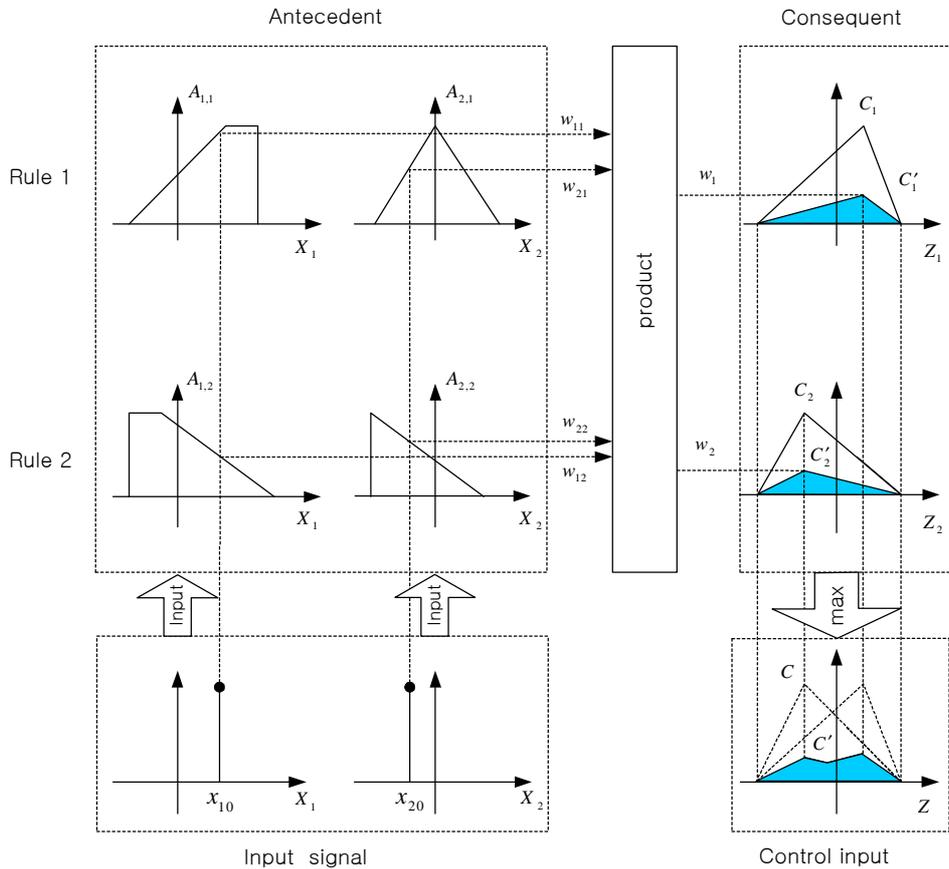 Antecedent
Consequent
Rule 1
A1,1
X1
A2,1
X2
w11
w21
product
w1
C1
C′1
Z1
Rule 2
A1,2
X1
A2,2
X2
w22
w12
w2
C2
C′2
Z2
Input
Input
max
x10
X1
x20
X2
C
C′
Z
Input signal
Control input